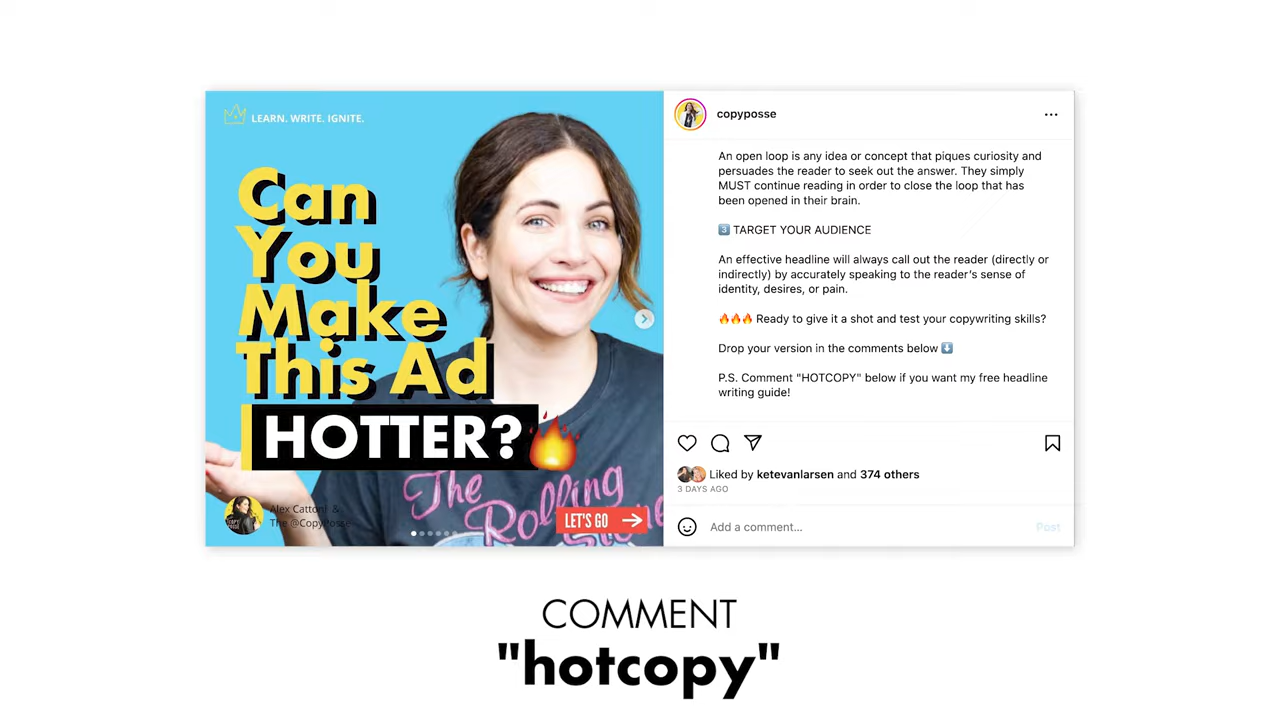 LEARN. WRITE. IGNITE.
Can
You
Make
This Ad
HOTTER?
Alex Cattoni &
The @CopyPosse
LET'S GO
The
Rolling
copyposse
An open loop is any idea or concept that piques curiosity and
persuades the reader to seek out the answer. They simply
MUST continue reading in order to close the loop that has
been opened in their brain.
3 TARGET YOUR AUDIENCE
An effective headline will always call out the reader (directly or
indirectly) by accurately speaking to the reader's sense of
identity, desires, or pain.
🔥🔥🔥 Ready to give it a shot and test your copywriting skills?
Drop your version in the comments below ⬇️
P.S. Comment "HOTCOPY" below if you want my free headline
writing guide!
Liked by ketevanlarsen and 374 others
3 DAYS AGO
Add a comment...
Post
COMMENT
"hotcopy"